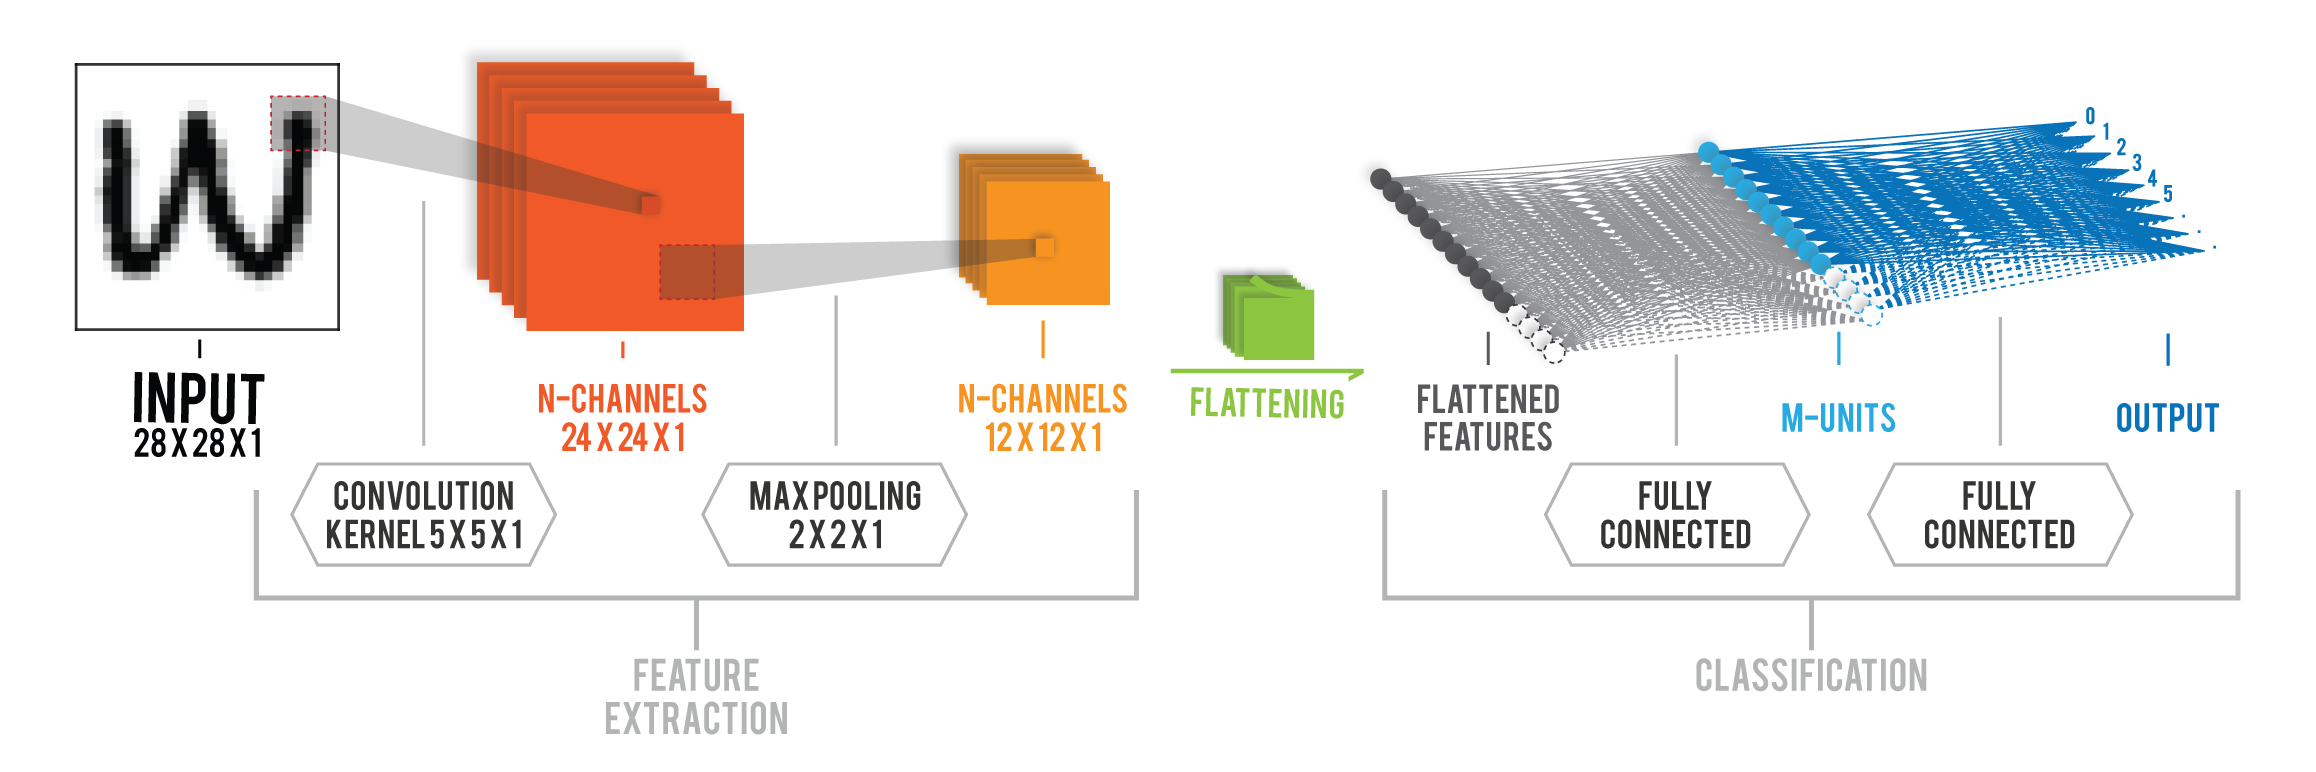 W
0
1
2
3
4
5
.
.
.
INPUT
28 X 28 X 1
N-CHANNELS
24 X 24 X 1
N-CHANNELS
12 X 12 X 1
FLATTENING
FLATTENED
FEATURES
M-UNITS
OUTPUT
CONVOLUTION
KERNEL 5 X 5 X 1
MAX POOLING
2 X 2 X 1
FULLY
CONNECTED
FULLY
CONNECTED
FEATURE
EXTRACTION
CLASSIFICATION